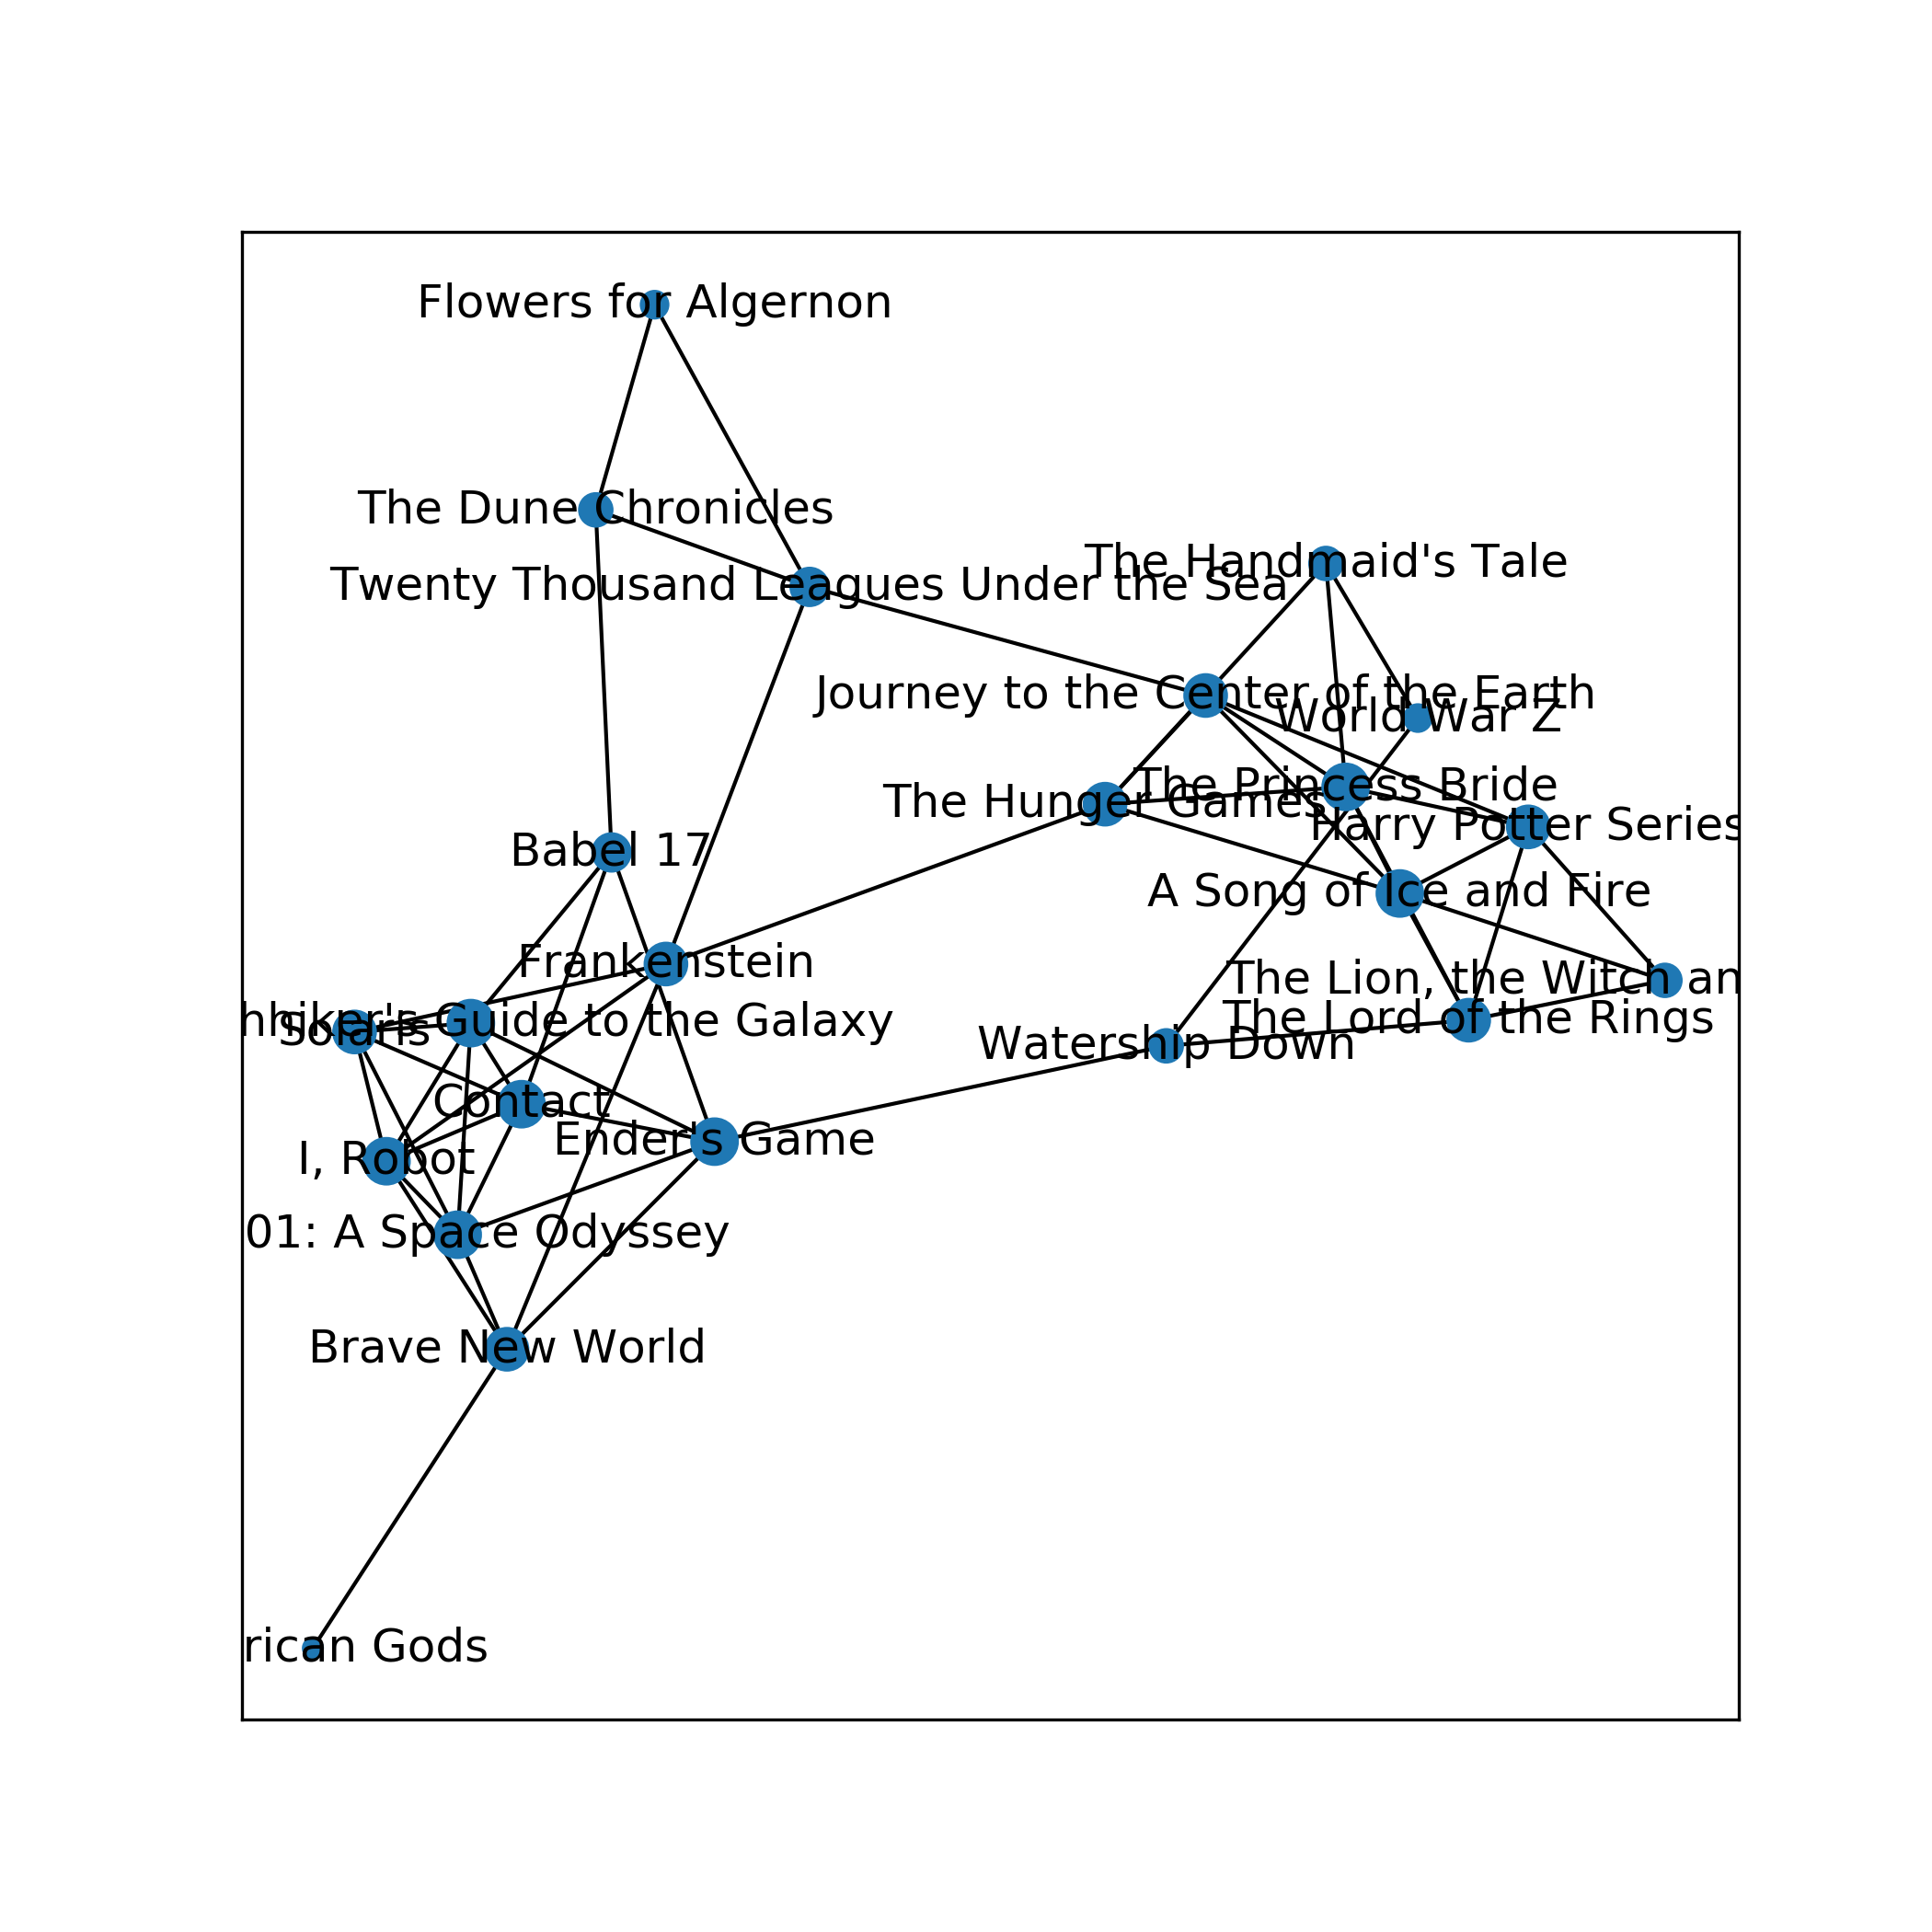 Flowers for Algernon
The Dune Chronicles
The Handmaid's Tale
Twenty Thousand Leagues Under the Sea
Journey to the Center of the Earth
World War Z
The Princess Bride
The Hunger Games
Harry Potter Series
Babel 17
A Song of Ice and Fire
Frankenstein
The Lion, the Witch an
The Lord of the Rings
hhiker's Guide to the Galaxy
Solaris
Watership Down
Contact
Ender's Game
I, Robot
01: A Space Odyssey
Brave New World
rican Gods